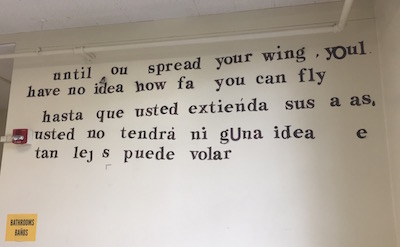 until ou spread your wing , youl
have no idea how fa you can fly
hasta que usted extienda sus a as,
usted no tendrá ni gUna idea e
tan lej s puede volar
BATHROOMS
BAÑOS